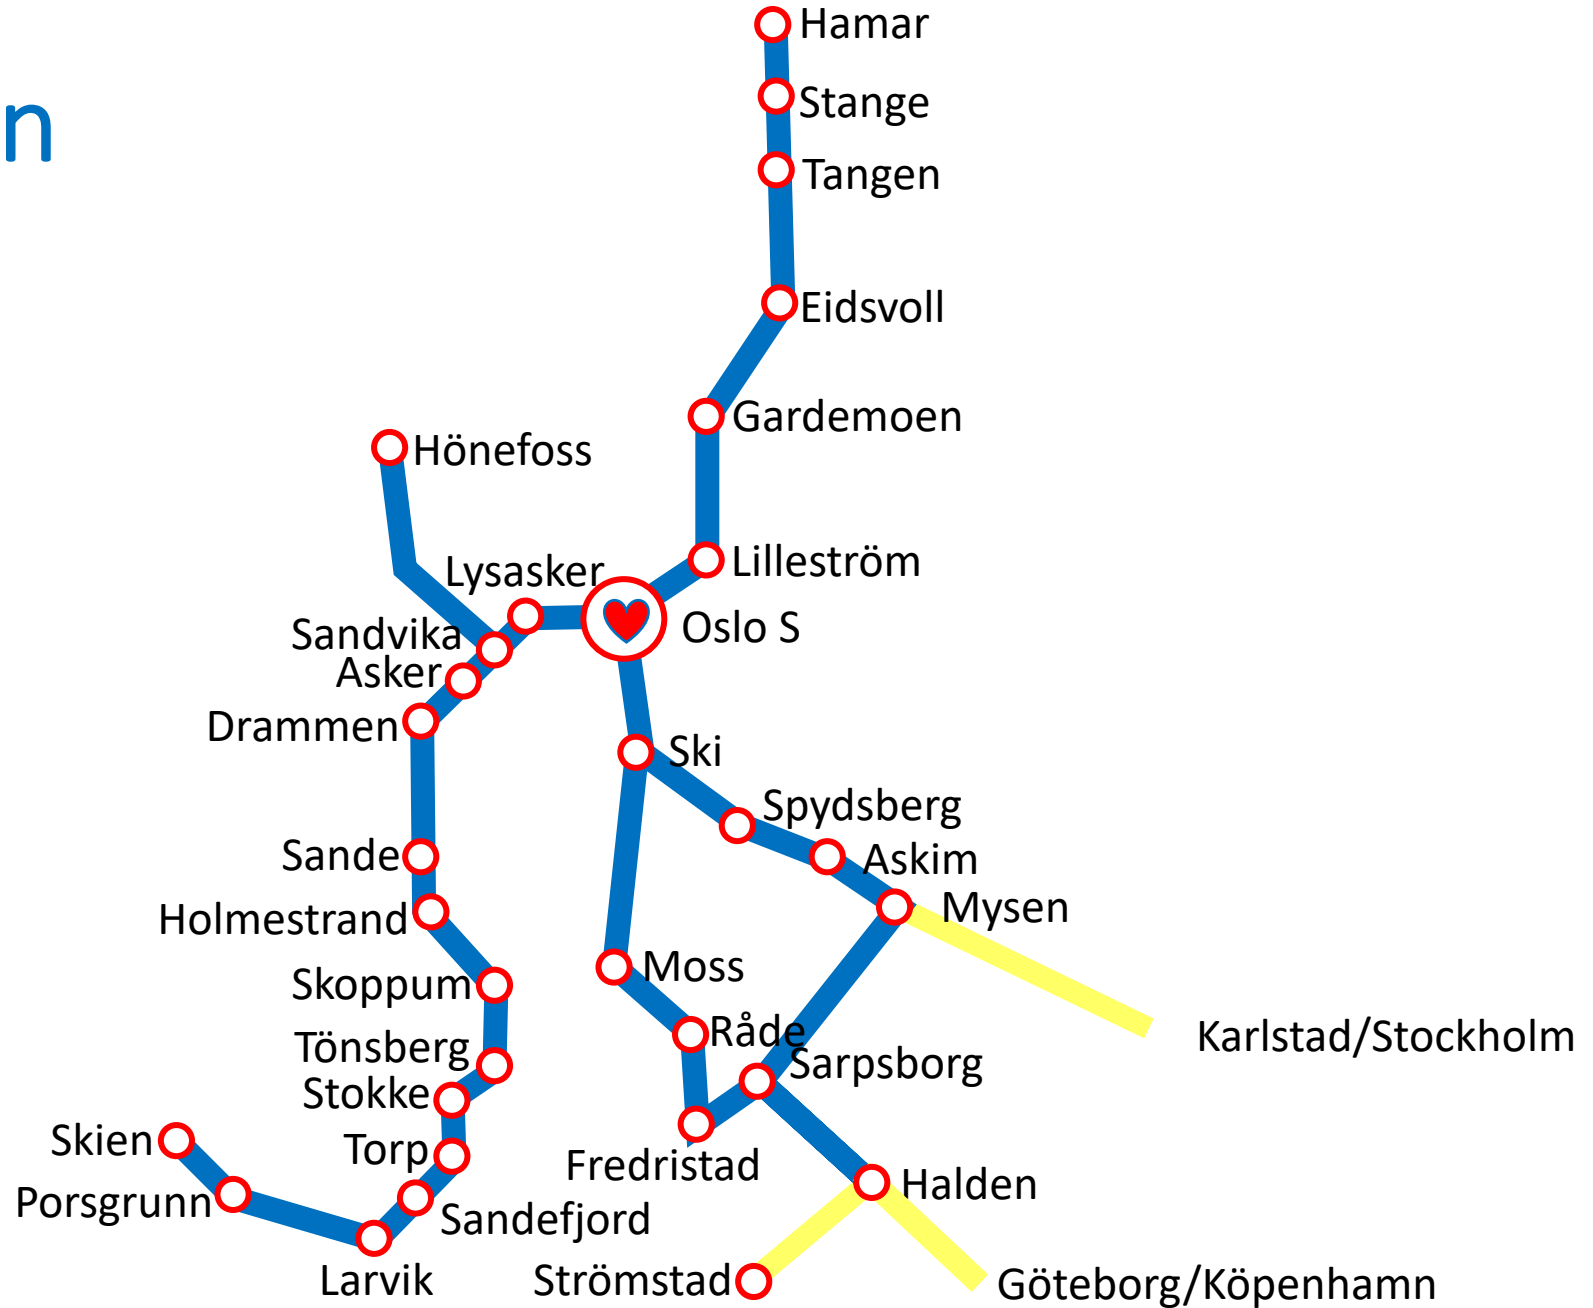 n
Hamar
Stange
Tangen
Eidsvoll
Gardemoen
Hönefoss
Lilleström
Lysasker
Oslo S
Sandvika
Asker
Drammen
Ski
Spydsberg
Sande
Askim
Holmestrand
Mysen
Moss
Skoppum
Råde
Karlstad/Stockholm
Tönsberg
Sarpsborg
Stokke
Skien
Torp
Fredristad
Halden
Porsgrunn
Sandefjord
Larvik
Strömstad
Göteborg/Köpenhamn